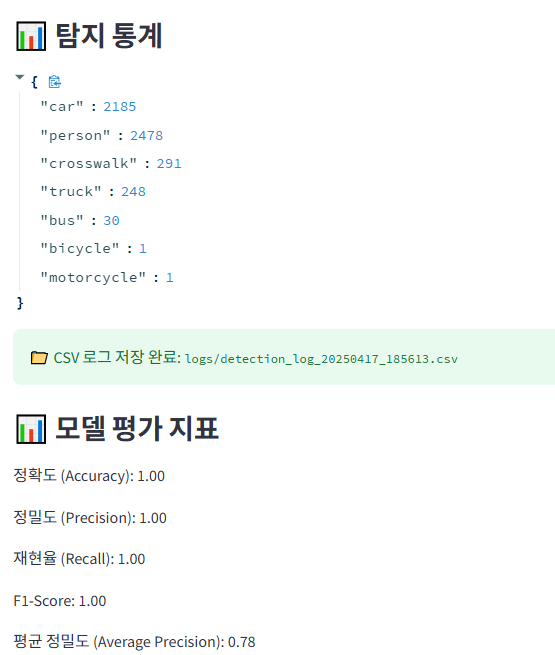 탐지 통계
{
"car" : 2185
"person" : 2478
"crosswalk" : 291
"truck" : 248
"bus" : 30
"bicycle" : 1
"motorcycle" : 1
}
CSV 로그 저장 완료: logs/detection_log_20250417_185613.csv
모델 평가 지표
정확도 (Accuracy): 1.00
정밀도 (Precision): 1.00
재현율 (Recall): 1.00
F1-Score: 1.00
평균 정밀도 (Average Precision): 0.78